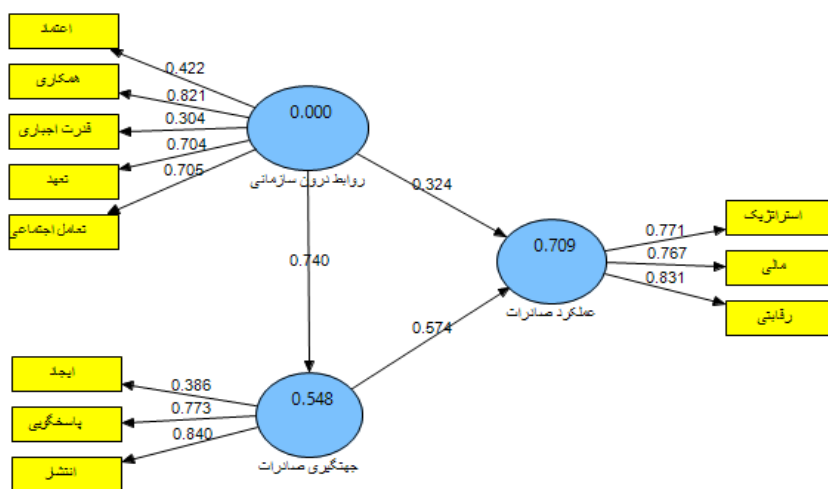 اعتماد
0.422
همکاری
0.821
0.000
قدرت اجباری
0.304
0.704
تعهد
روابط درون سازمانی
0.705
0.324
تعامل اجتماعی
استراتژیک
0.771
0.709
0.767
مالی
0.740
0.831
عملکرد صادرات
رقابتی
0.574
ایجاد
0.386
0.548
0.773
پاسخگویی
0.840
جهتگیری صادرات
انتشار